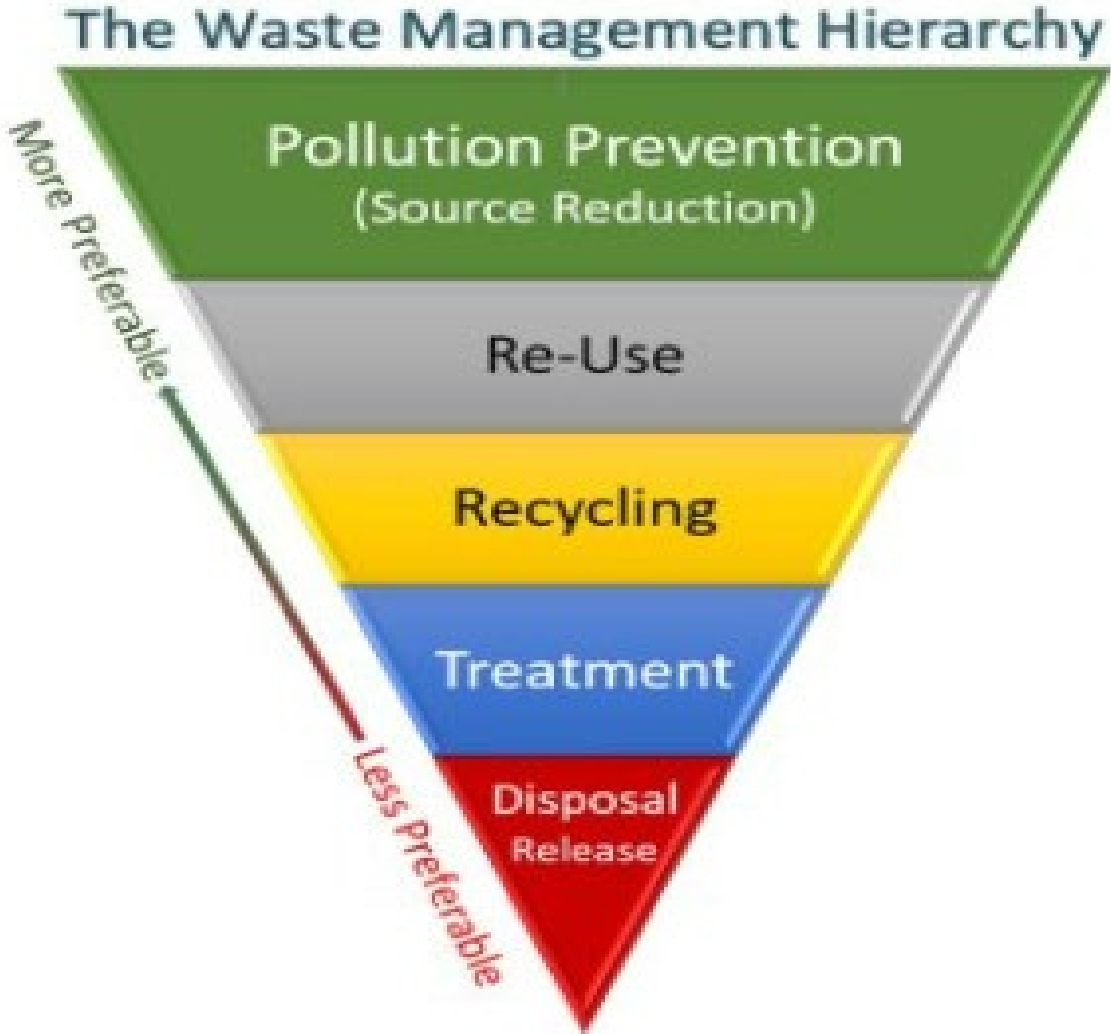 The Waste Management Hierarchy
Pollution Prevention
(Source Reduction)
Re-Use
Recycling
Treatment
Disposal
Release
More Preferable
Less Preferable